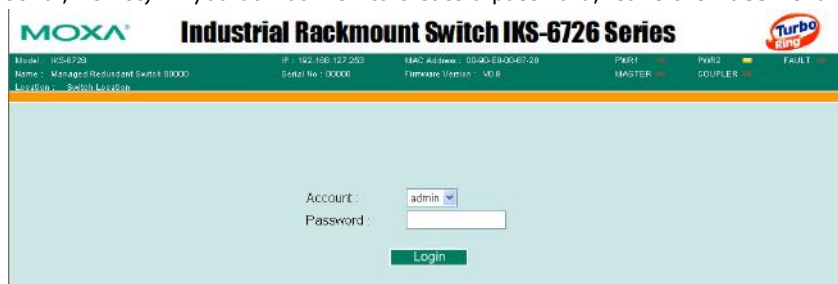 MOXA Industrial Rackmount Switch IKS-6726 Series Turbo Ring
Model : IKS-6726 IP : 192.168.127.253 MAC Address : 00-90-E8-00-67-26 PWR1 PWR2 FAULT
Name : Managed Redundant Switch 00000 Serial No : 00000 Firmware Version : V0.8 MASTER COUPLER
Location : Switch Location
Account :
admin
Password :
Login